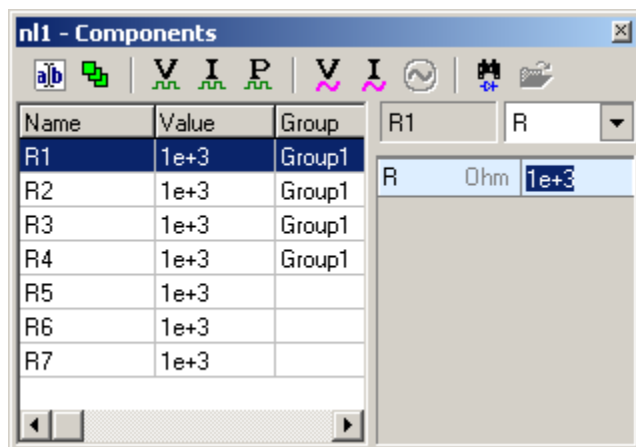 nl1 - Components
a|b V I P V I
Name Value Group R1 R
R1 1e+3 Group1
R Ohm 1e+3
R2 1e+3 Group1
R3 1e+3 Group1
R4 1e+3 Group1
R5 1e+3
R6 1e+3
R7 1e+3